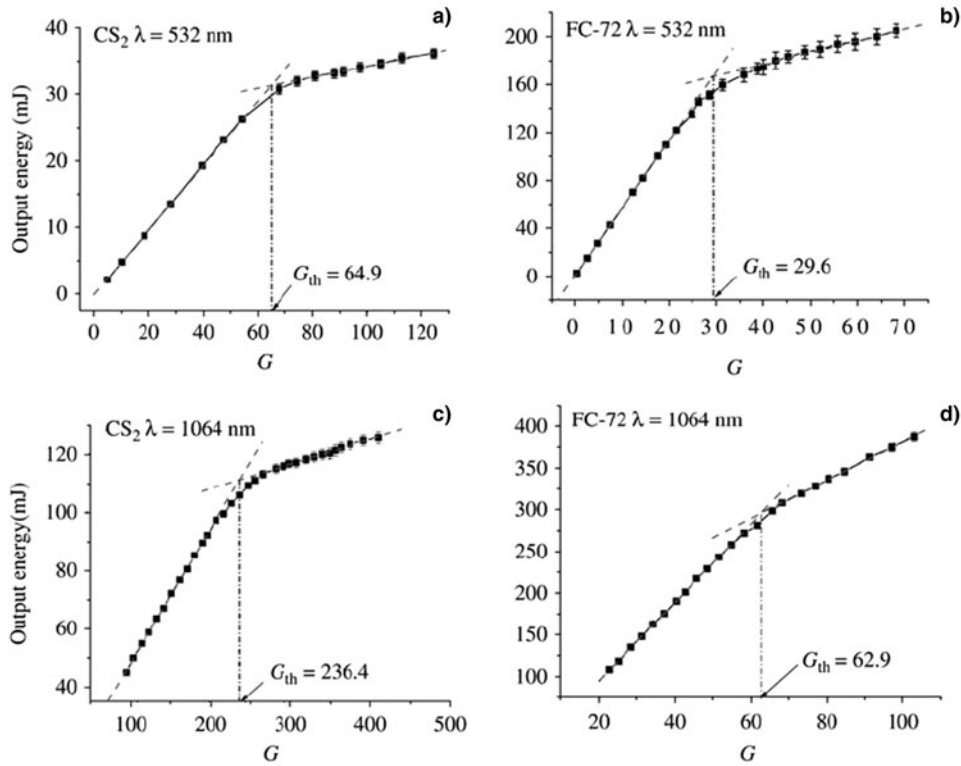 a)
CS₂ λ = 532 nm
Output energy (mJ)
40
30
20
10
0
G_th = 64.9
0 20 40 60 80 100 120
G
b)
FC-72 λ = 532 nm
200
160
120
80
40
0
G_th = 29.6
0 10 20 30 40 50 60 70
G
c)
CS₂ λ = 1064 nm
Output energy(mJ)
120
100
80
60
40
G_th = 236.4
100 200 300 400 500
G
d)
FC-72 λ = 1064 nm
400
350
300
250
200
150
100
G_th = 62.9
20 40 60 80 100
G